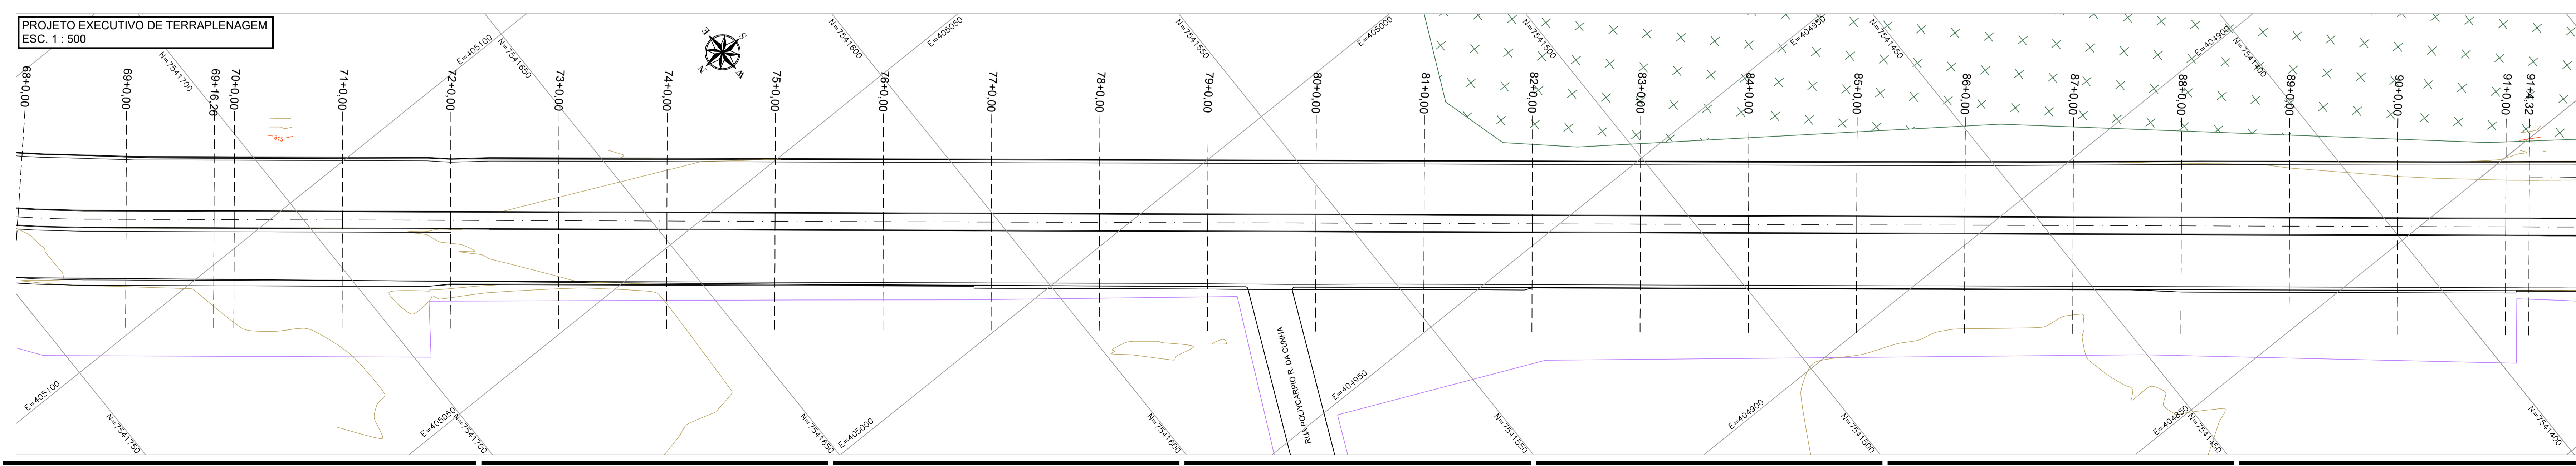 PROJETO EXECUTIVO DE TERRAPLENAGEM
ESC. 1 : 500
N=7541700
E=405100
N=7541650
E
S
N
W
N=7541600
E=405050
N=7541550
E=405000
N=7541500
E=404950
N=7541450
E=404900
N=7541400
68+0,00
69+0,00
69+16,26
70+0,00
71+0,00
72+0,00
73+0,00
74+0,00
75+0,00
76+0,00
77+0,00
78+0,00
79+0,00
80+0,00
81+0,00
82+0,00
83+0,00
84+0,00
85+0,00
86+0,00
87+0,00
88+0,00
89+0,00
90+0,00
91+0,00
91+4,32
815
RUA POLIYCARPIO R. DA CUNHA
E=405100
N=7541750
E=405050
N=7541700
N=7541650
E=405000
N=7541600
E=404950
N=7541550
E=404900
N=7541500
E=404850
N=7541450
N=7541400